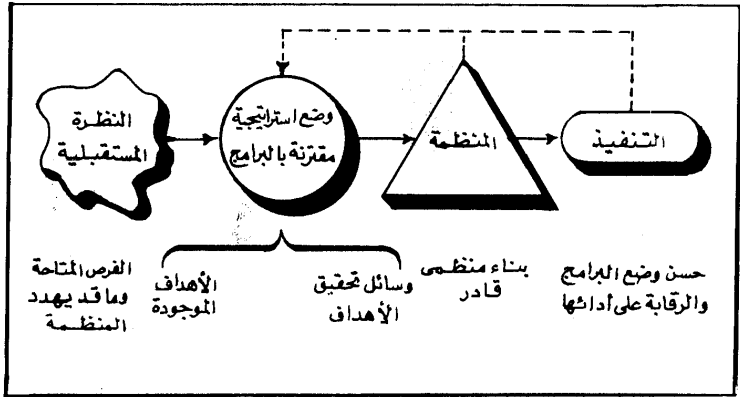 النظرة
المستقبلية
وضع استراتيجية
مقترنة بالبرامج
المنظمة
التنفيذ
الفرص المتاحة
وما قد يهدد
المنظمة
الأهداف
الموجودة
وسائل تحقيق
الأهداف
بناء منظمى
قادر
حسن وضع البرامج
والرقابة على أدائها